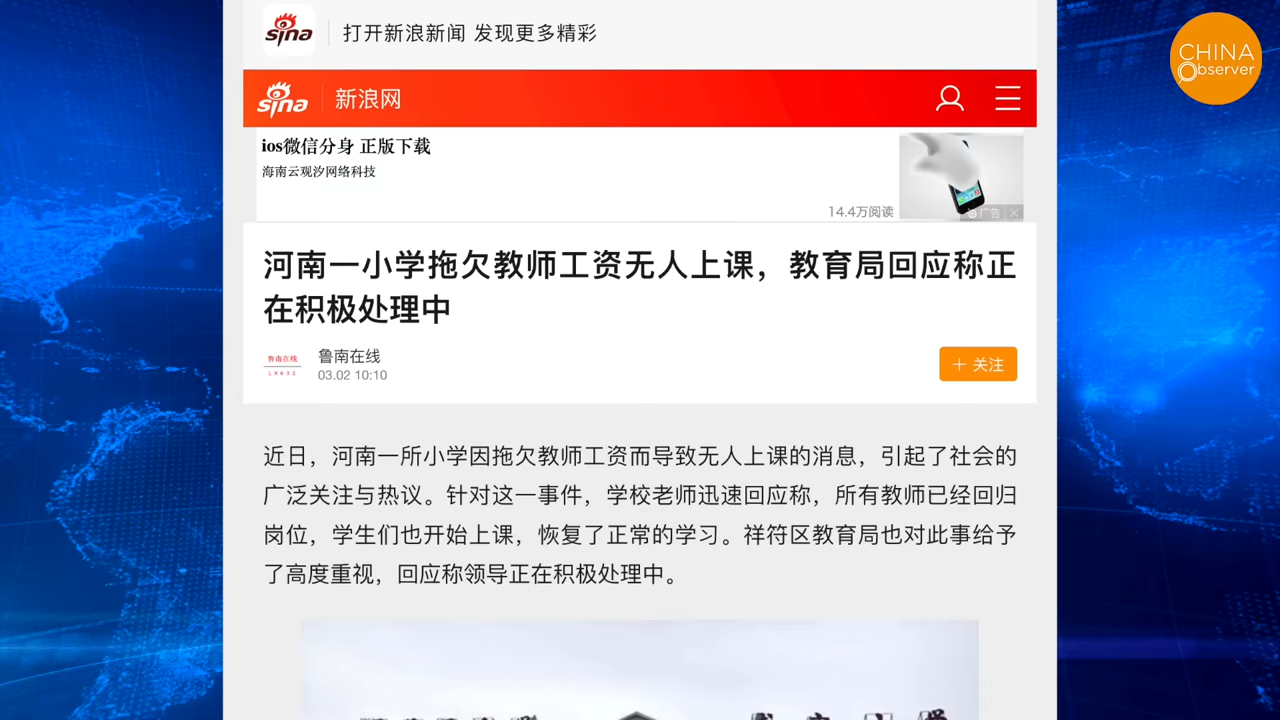 sina 打开新浪新闻 发现更多精彩
CHINA
Observer
sina 新浪网
ios微信分身 正版下载
海南云观汐网络科技
14.4万阅读
广告
河南一小学拖欠教师工资无人上课，教育局回应称正
在积极处理中
鲁南在线
LN632
鲁南在线
03.02 10:10
+ 关注
近日，河南一所小学因拖欠教师工资而导致无人上课的消息，引起了社会的
广泛关注与热议。针对这一事件，学校老师迅速回应称，所有教师已经回归
岗位，学生们也开始上课，恢复了正常的学习。祥符区教育局也对此事给予
了高度重视，回应称领导正在积极处理中。